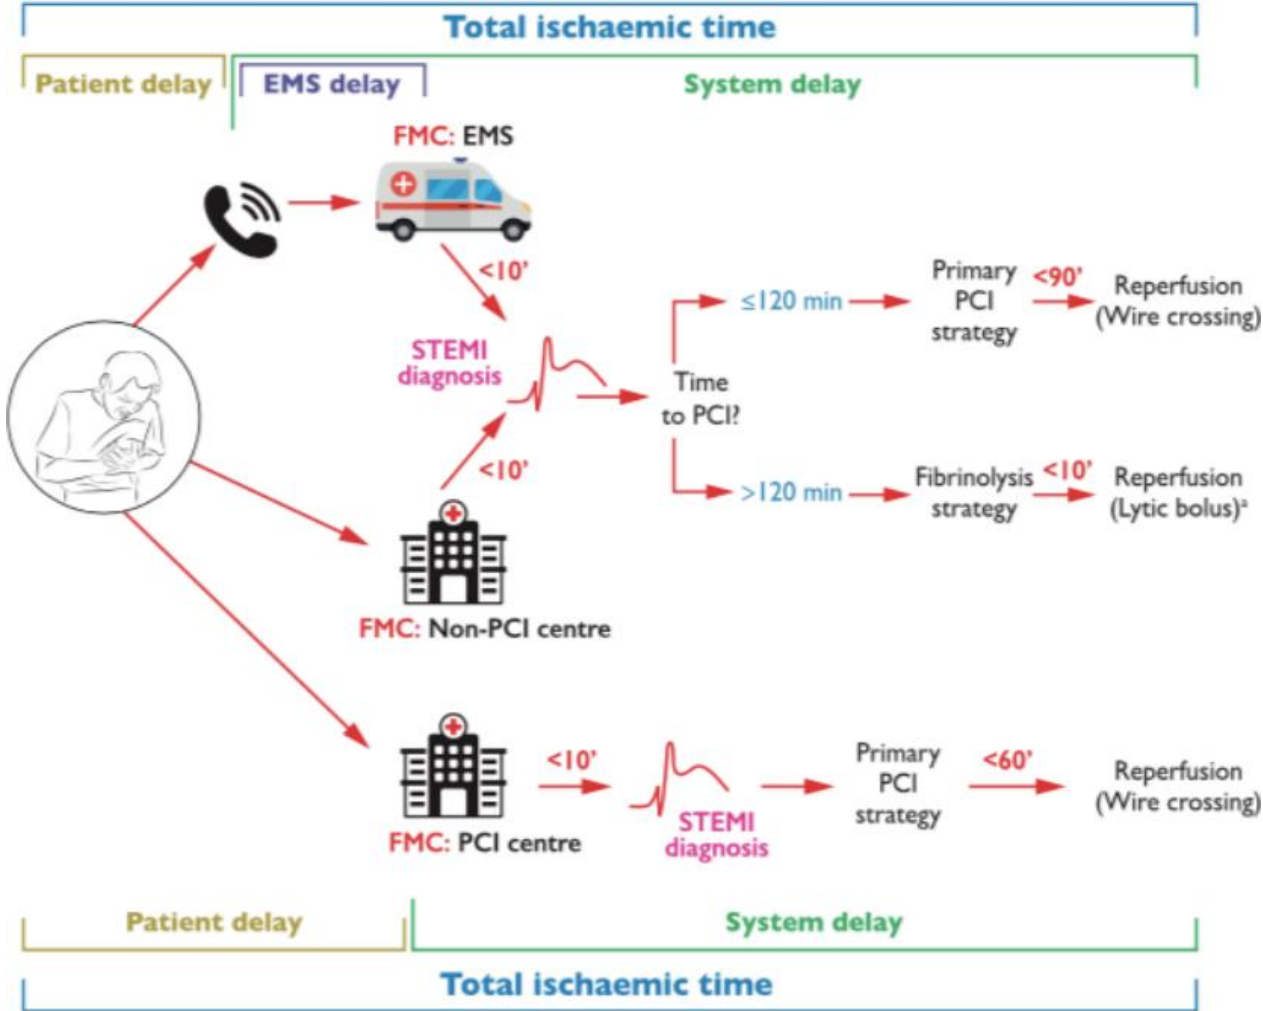 Total ischaemic time
Patient delay
EMS delay
System delay
FMC: EMS
<10’
STEMI
diagnosis
<10’
FMC: Non-PCI centre
Time
to PCI?
≤120 min
Primary
PCI
strategy
<90’
Reperfusion
(Wire crossing)
>120 min
Fibrinolysis
strategy
<10’
Reperfusion
(Lytic bolus)ᵃ
FMC: PCI centre
<10’
STEMI
diagnosis
Primary
PCI
strategy
<60’
Reperfusion
(Wire crossing)
Patient delay
System delay
Total ischaemic time